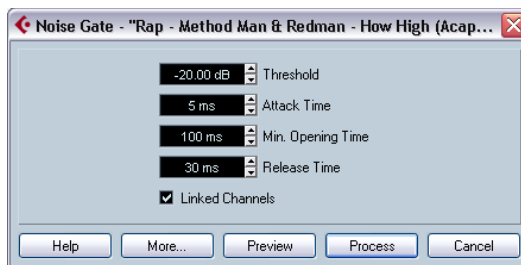 Noise Gate - "Rap - Method Man & Redman - How High (Acap...
-20.00 dB Threshold
5 ms Attack Time
100 ms Min. Opening Time
30 ms Release Time
Linked Channels
Help More... Preview Process Cancel